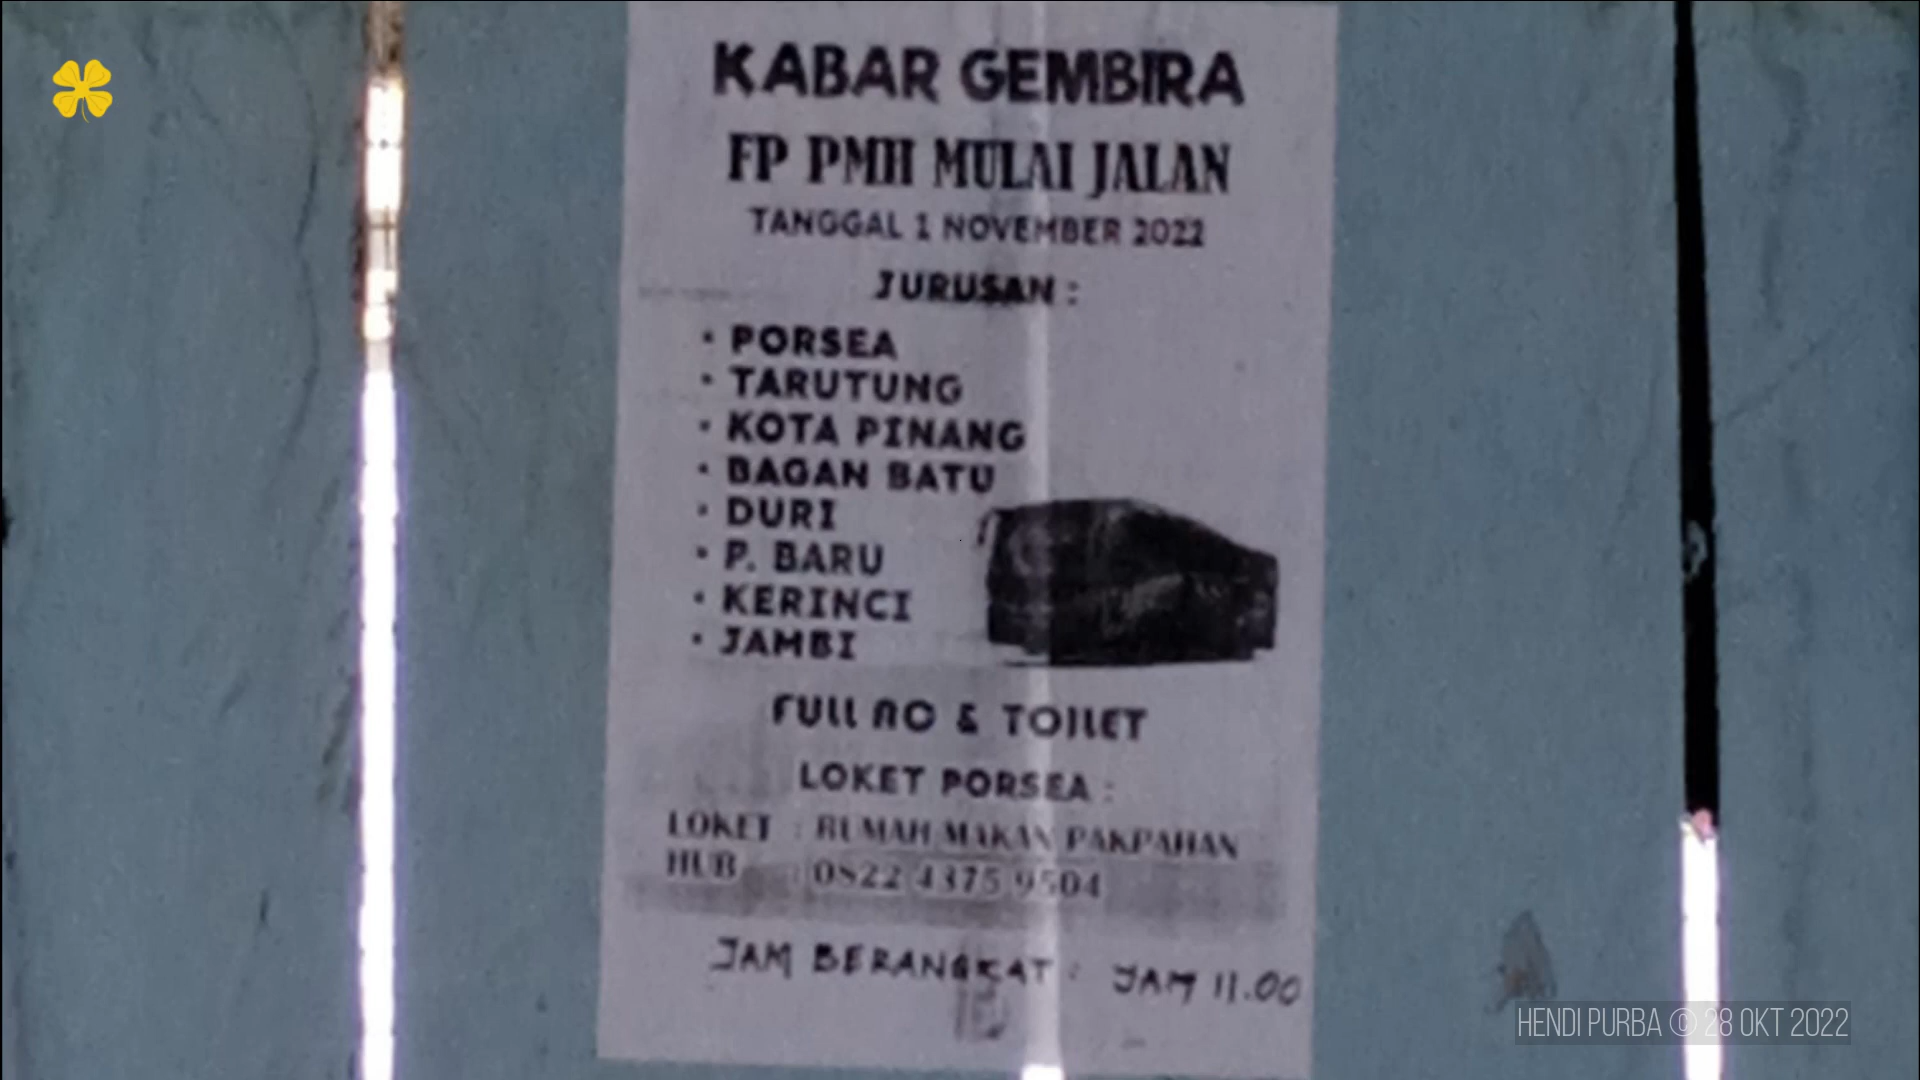 KABAR GEMBIRA
FP PMH MULAI JALAN
TANGGAL 1 NOVEMBER 2022
JURUSAN :
• PORSEA
• TARUTUNG
• KOTA PINANG
• BAGAN BATU
• DURI
• P. BARU
• KERINCI
• JAMBI
FULL AC & TOILET
LOKET PORSEA :
LOKET : RUMAH MAKAN PAKPAHAN
HUB : 0822 4375 9504
JAM BERANGKAT : JAM 11.00
HENDI PURBA © 28 OKT 2022